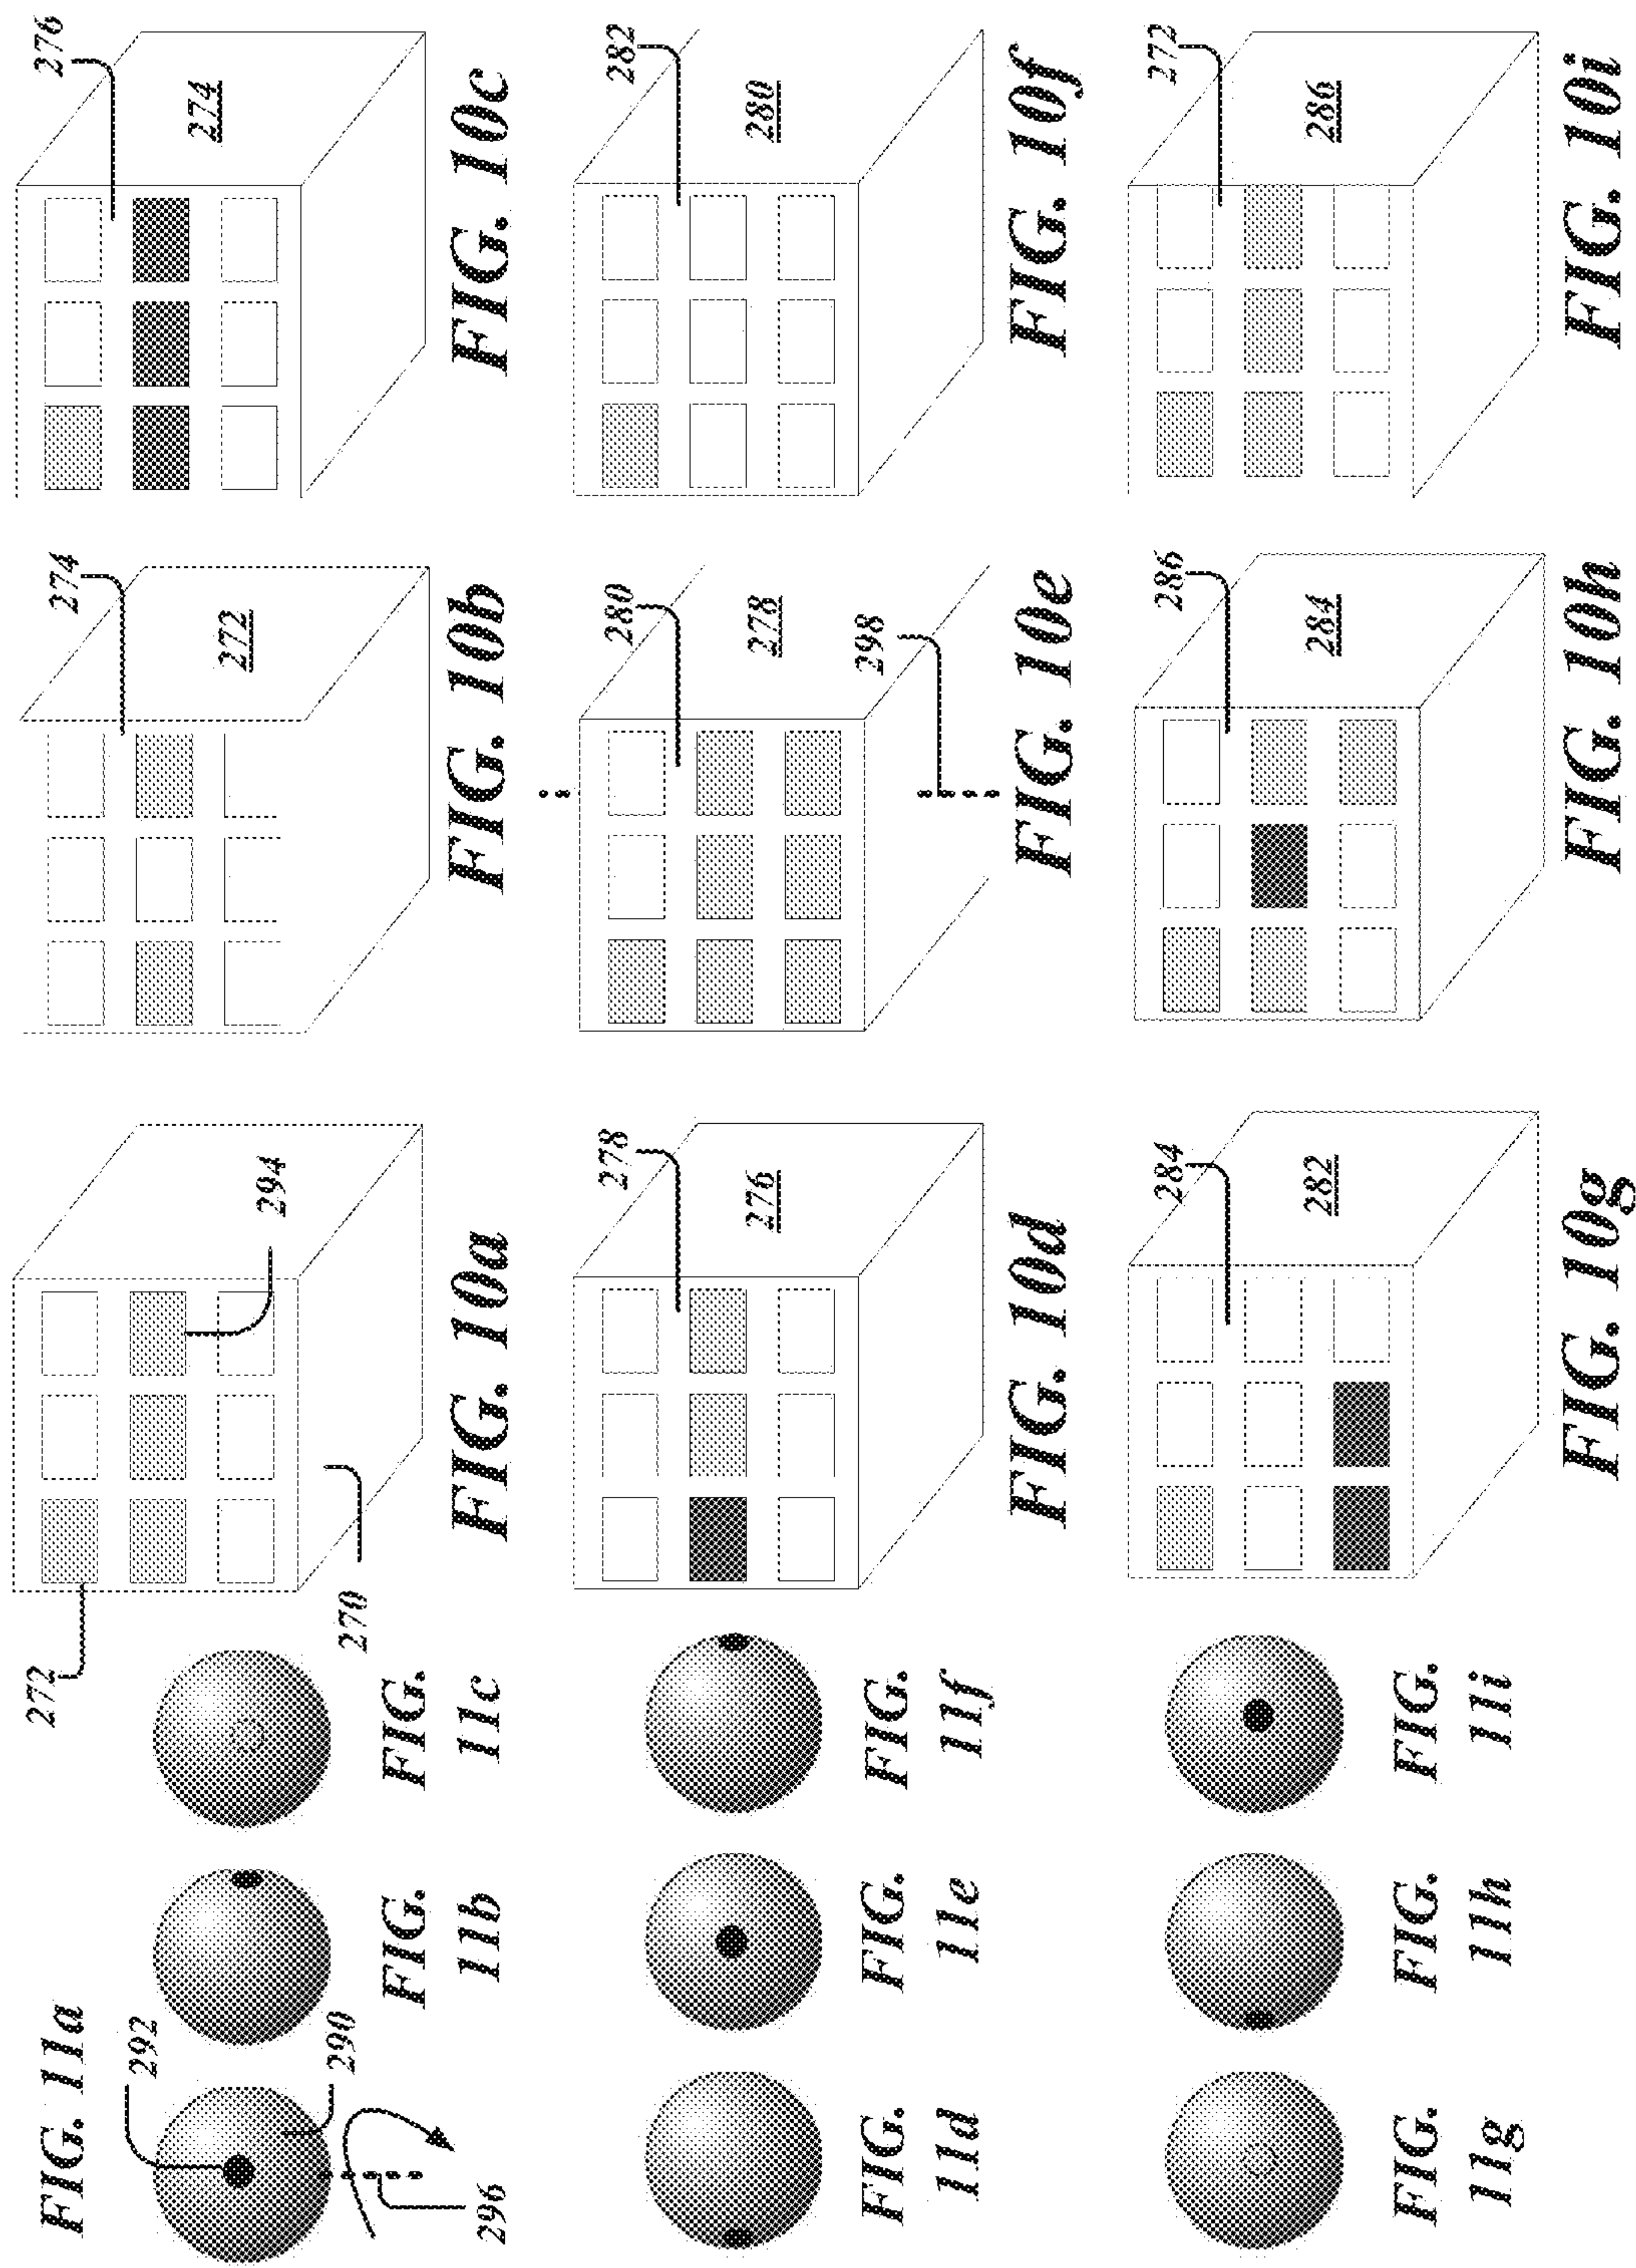 FIG. 11a
292
290
296
FIG.
11b
FIG.
11c
272
270
294
FIG. 10a
274
272
FIG. 10b
276
274
FIG. 10c
FIG.
11d
FIG.
11e
FIG.
11f
278
276
FIG. 10d
280
278
298
FIG. 10e
282
280
FIG. 10f
FIG.
11g
FIG.
11h
FIG.
11i
284
282
FIG. 10g
286
284
FIG. 10h
272
286
FIG. 10i